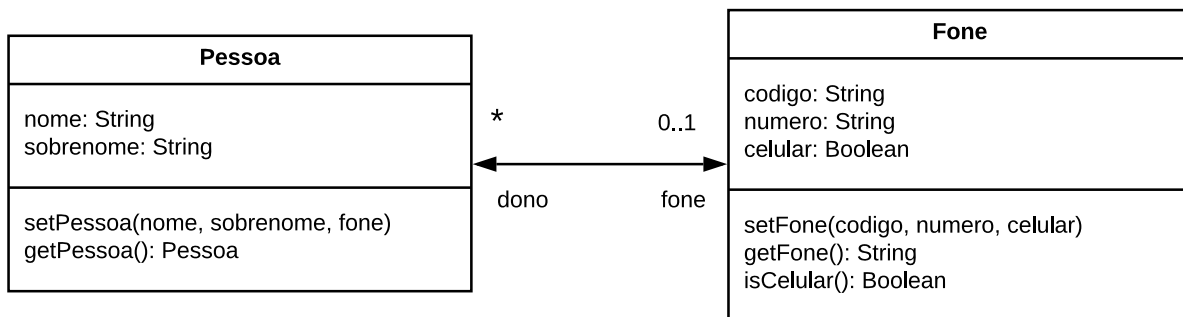 Pessoa
nome: String
sobrenome: String
setPessoa(nome, sobrenome, fone)
getPessoa(): Pessoa
*
0..1
dono
fone
Fone
codigo: String
numero: String
celular: Boolean
setFone(codigo, numero, celular)
getFone(): String
isCelular(): Boolean